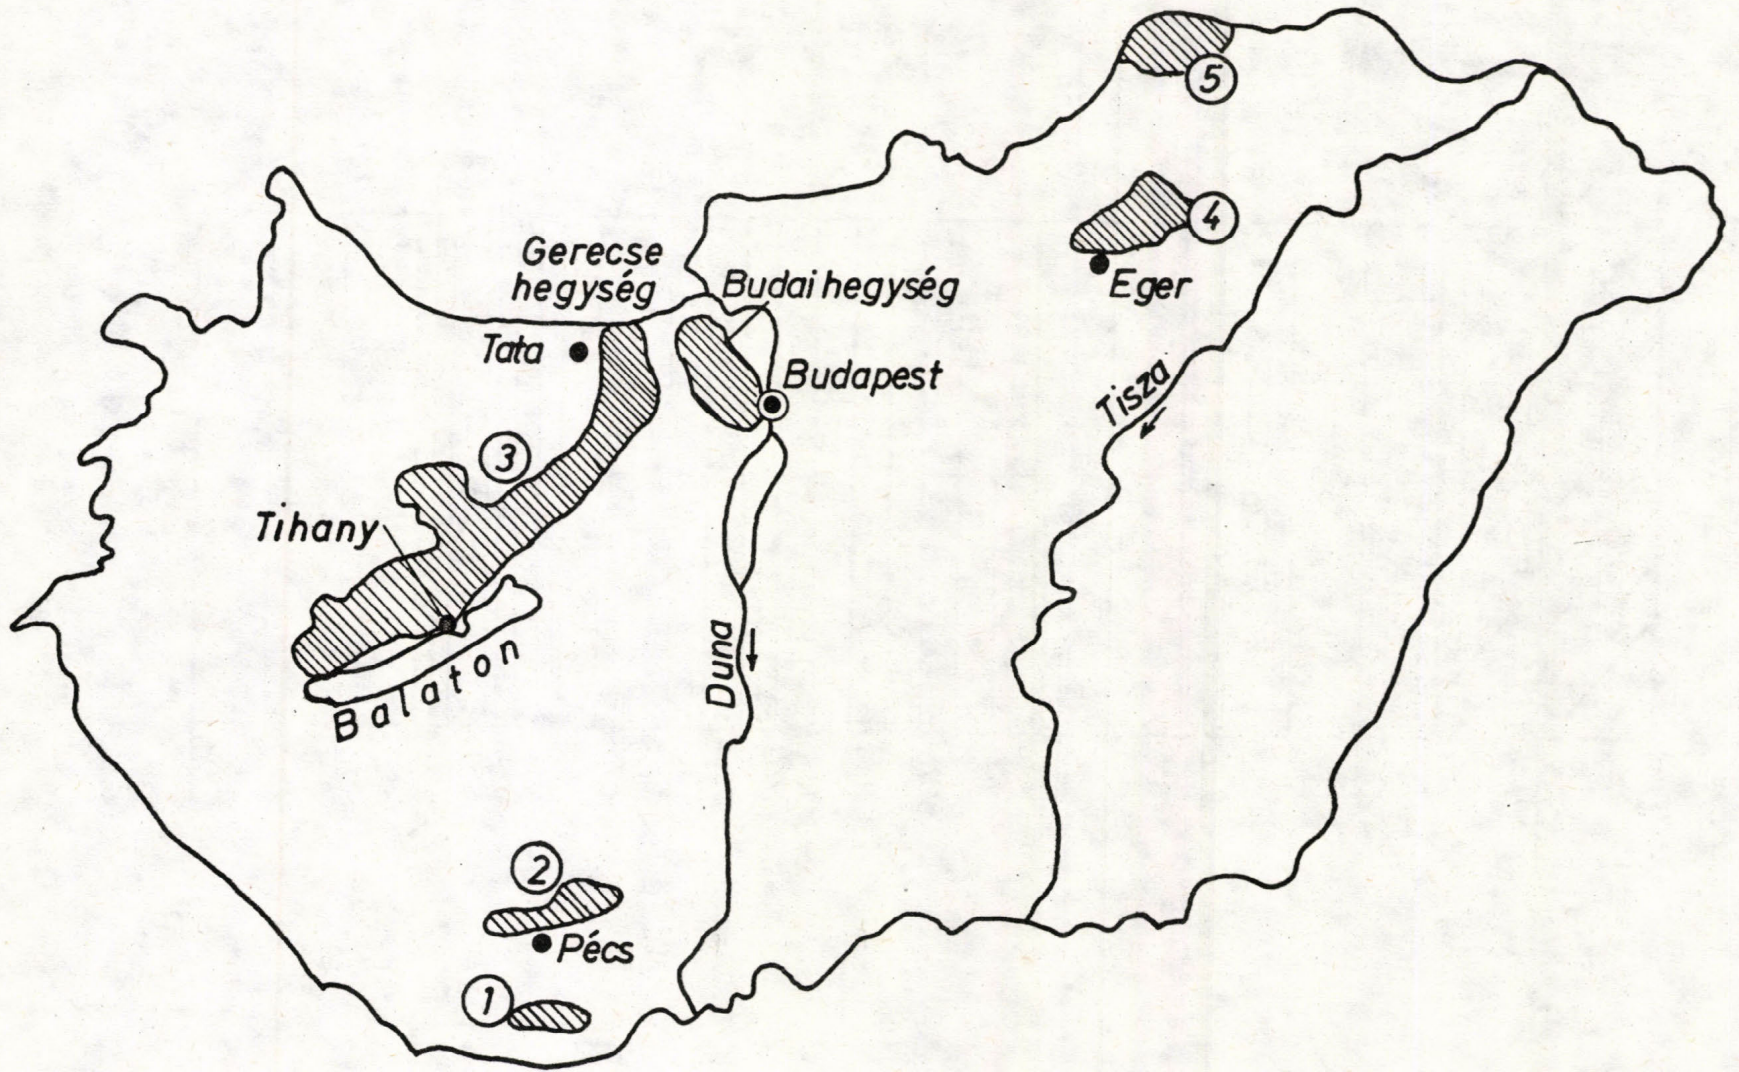 5
4
Gerecse
hegység
Budai hegység
Eger
Tata
Budapest
Tisza
3
Tihany
Balaton
Duna
2
Pécs
1